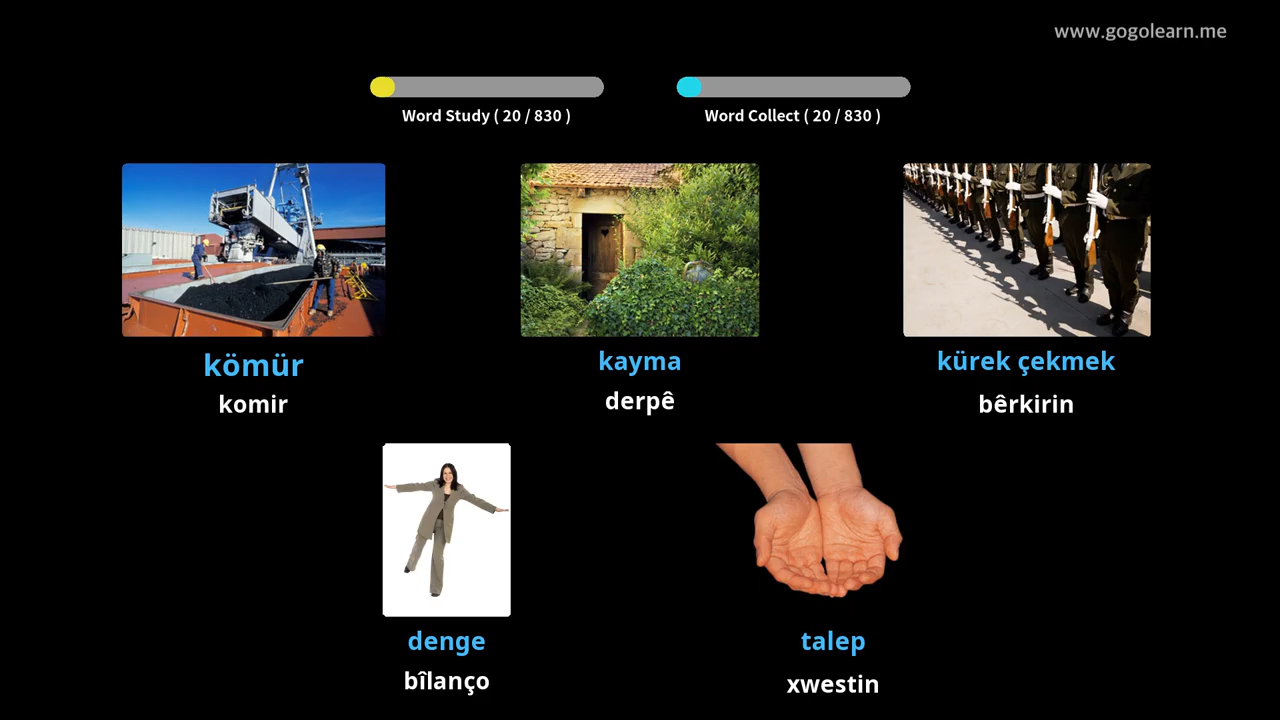 www.gogolearn.me
Word Study ( 20 / 830 )
Word Collect ( 20 / 830 )
kömür
komir
kayma
derpê
kürek çekmek
bêrkirin
denge
bîlanço
talep
xwestin